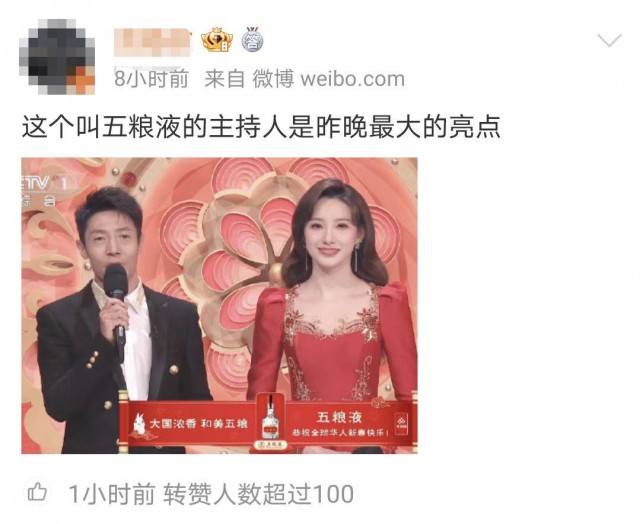 8小时前 来自 微博 weibo.com
这个叫五粮液的主持人是昨晚最大的亮点
CCTV 1
综合
大国浓香 和美五粮
五粮液
恭祝全球华人新春快乐!
1小时前 转赞人数超过100